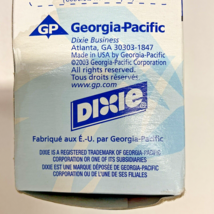 GP Georgia-Pacific
Dixie Business
Atlanta, GA 30303-1847
Made in USA by Georgia-Pacific
©2003 Georgia-Pacific Corporation
All rights reserved.
Tous droits réservés.
www.gp.com
DIXIE
Fabriqué aux É.-U. par Georgia-Pacific
DIXIE IS A REGISTERED TRADEMARK OF GEORGIA-PACIFIC
CORPORATION OR ONE OF ITS SUBSIDIARIES
DIXIE EST UNE MARQUE DÉPOSÉE DE GEORGIA-PACIFIC
CORPORATION OU DE L'UNE DE SES FILIALES